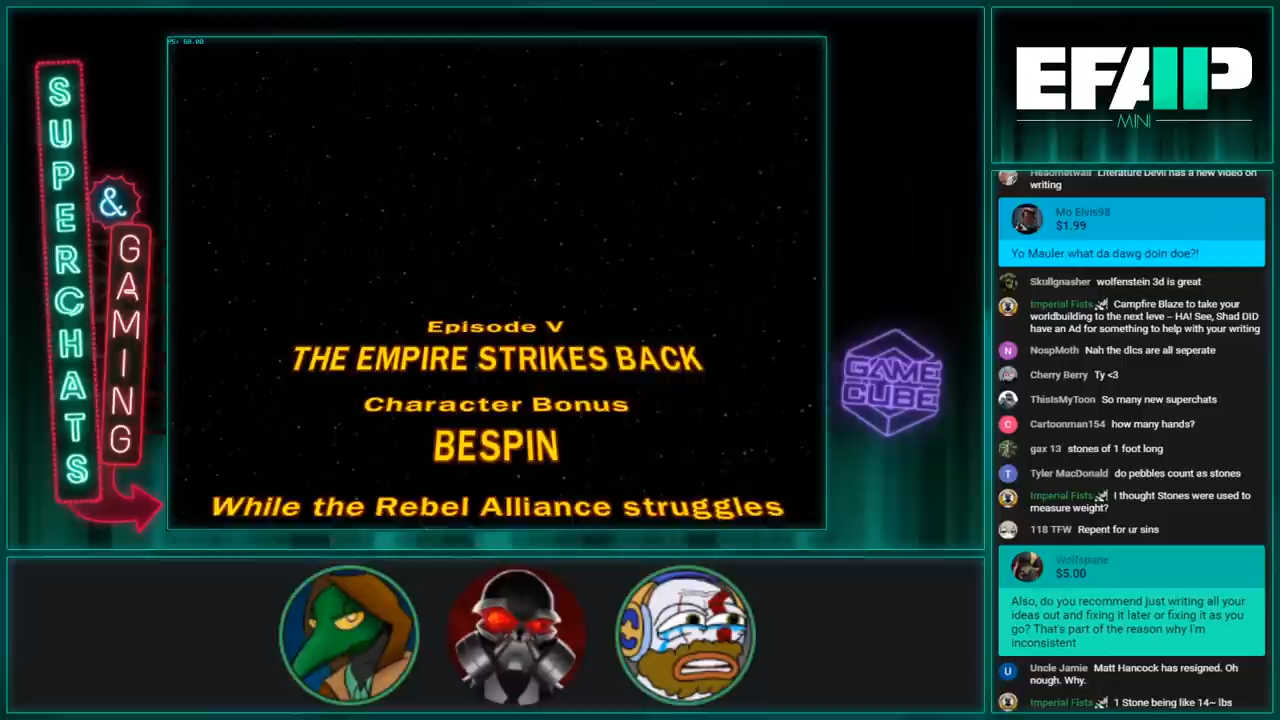 FPS: 60.00
SUPERCHATS
&
GAMING
Episode V
THE EMPIRE STRIKES BACK
Character Bonus
BESPIN
While the Rebel Alliance struggles
GAME
CUBE
EFAP
MINI
Headmetwall Literature Devil has a new video on
writing
Mo Elvis98
$1.99
Yo Mauler what da dawg doin doe?!
Skullgnasher wolfenstein 3d is great
Imperial Fists Campfire Blaze to take your
worldbuilding to the next leve – HA! See, Shad DID
have an Ad for something to help with your writing
N NospMoth Nah the dlcs are all seperate
Cherry Berry Ty <3
ThisIsMyToon So many new superchats
C Cartoonman154 how many hands?
gax 13 stones of 1 foot long
T Tyler MacDonald do pebbles count as stones
Imperial Fists I thought Stones were used to
measure weight?
118 TFW Repent for ur sins
Wolfspane
$5.00
Also, do you recommend just writing all your
ideas out and fixing it later or fixing it as you
go? That's part of the reason why I'm
inconsistent
U Uncle Jamie Matt Hancock has resigned. Oh
nough. Why.
Imperial Fists 1 Stone being like 14~ lbs